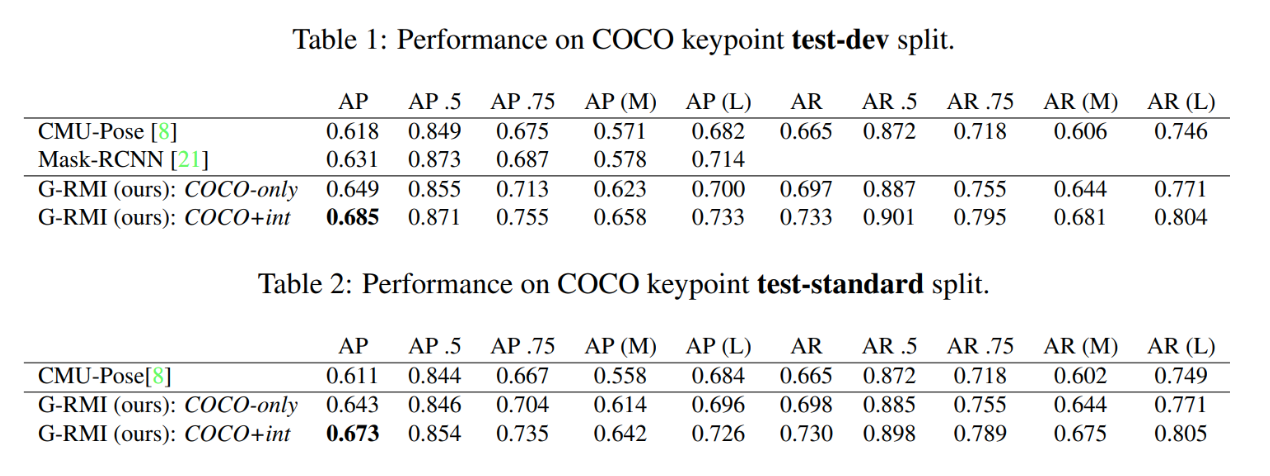 Table 1: Performance on COCO keypoint test-dev split.
AP AP .5 AP .75 AP (M) AP (L) AR AR .5 AR .75 AR (M) AR (L)
CMU-Pose [8] 0.618 0.849 0.675 0.571 0.682 0.665 0.872 0.718 0.606 0.746
Mask-RCNN [21] 0.631 0.873 0.687 0.578 0.714
G-RMI (ours): COCO-only 0.649 0.855 0.713 0.623 0.700 0.697 0.887 0.755 0.644 0.771
G-RMI (ours): COCO+int 0.685 0.871 0.755 0.658 0.733 0.733 0.901 0.795 0.681 0.804
Table 2: Performance on COCO keypoint test-standard split.
AP AP .5 AP .75 AP (M) AP (L) AR AR .5 AR .75 AR (M) AR (L)
CMU-Pose[8] 0.611 0.844 0.667 0.558 0.684 0.665 0.872 0.718 0.602 0.749
G-RMI (ours): COCO-only 0.643 0.846 0.704 0.614 0.696 0.698 0.885 0.755 0.644 0.771
G-RMI (ours): COCO+int 0.673 0.854 0.735 0.642 0.726 0.730 0.898 0.789 0.675 0.805